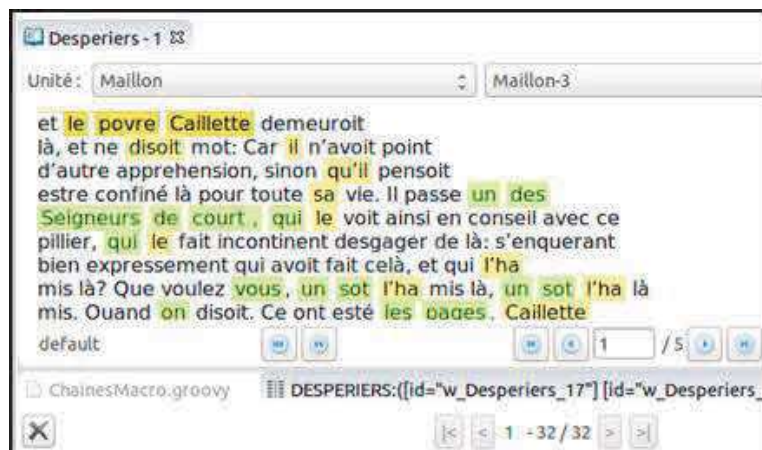 Desperiers - 1
Unité : Maillon Maillon-3
et le povre Caillette demeuroit
là, et ne disoit mot: Car il n'avoit point
d'autre apprehension, sinon qu'il pensoit
estre confiné là pour toute sa vie. Il passe un des
Seigneurs de court, qui le voit ainsi en conseil avec ce
pillier, qui le fait incontinent desgager de là: s'enquerant
bien expressement qui avoit fait celà, et qui l'ha
mis là? Que voulez vous, un sot l'ha mis là, un sot l'ha là
mis. Quand on disoit. Ce ont esté les pages, Caillette
default 1 / 5
ChainesMacro.groovy DESPERIERS:([id="w_Desperiers_17"] [id="w_Desperiers_
1 - 32 / 32